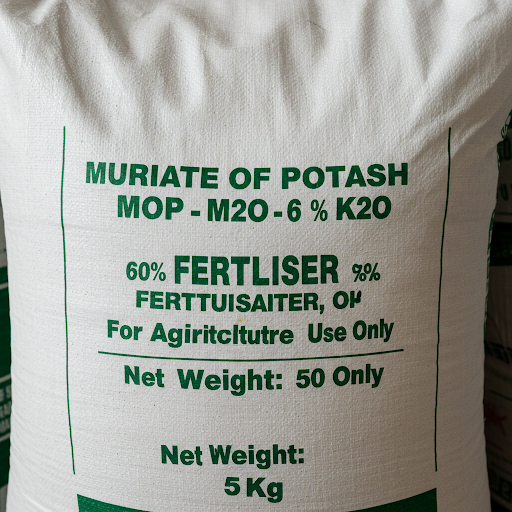 MURIATE OF POTASH
MOP - M2O - 6 % K2O
60% FERTLISER %%
FERTTUISAITER, OK
For Agiritcltutre Use Only
Net Weight: 50 Only
Net Weight:
5 Kg